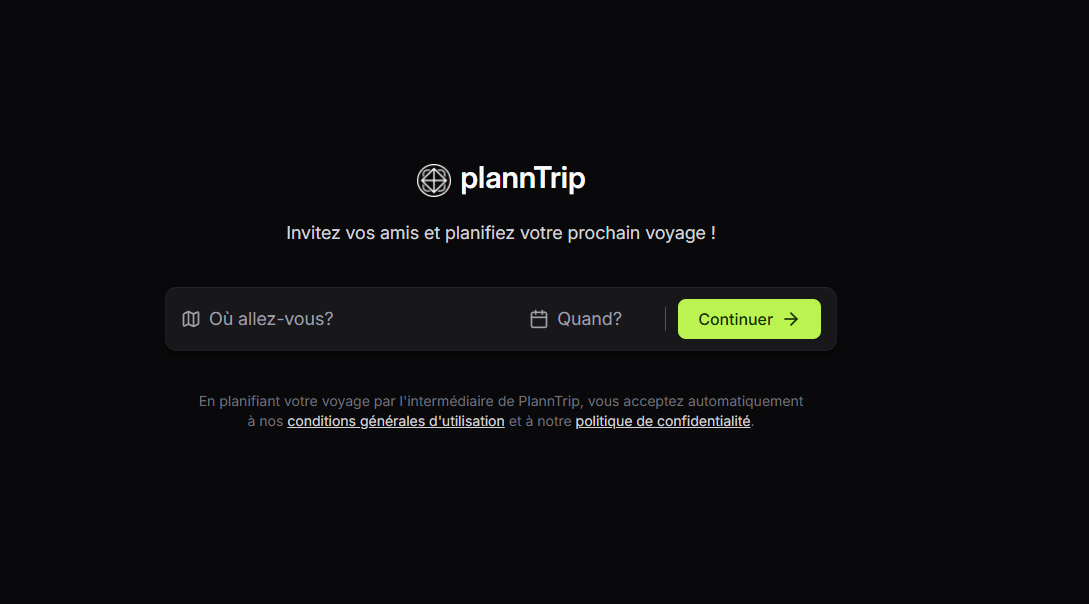 plannTrip
Invitez vos amis et planifiez votre prochain voyage !
Où allez-vous?
Quand?
Continuer
En planifiant votre voyage par l'intermédiaire de PlannTrip, vous acceptez automatiquement
à nos conditions générales d'utilisation et à notre politique de confidentialité.